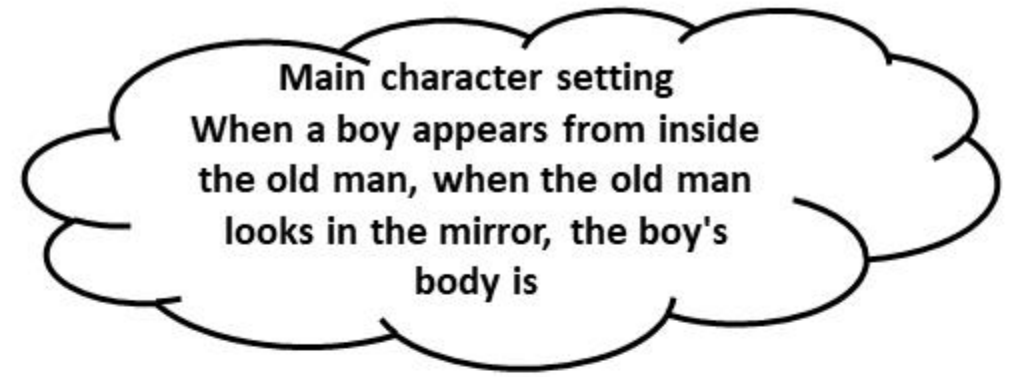 Main character setting
When a boy appears from inside
the old man, when the old man
looks in the mirror, the boy's
body is